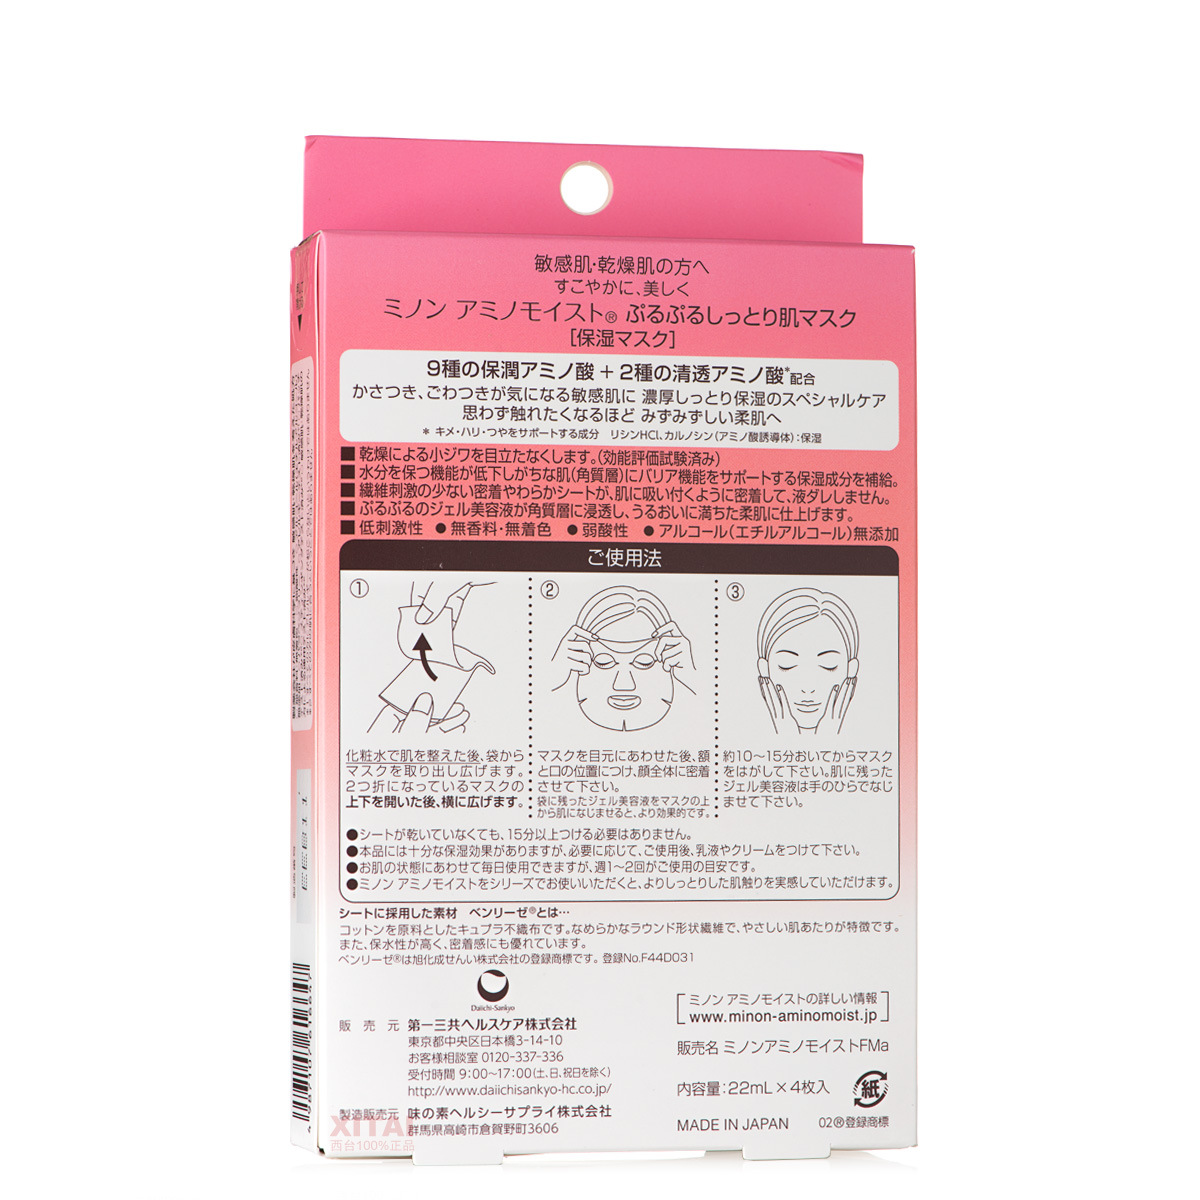 敏感肌・乾燥肌の方へ
すこやかに、美しく
ミノン アミノモイスト® ぷるぷるしっとり肌マスク
[保湿マスク]
9種の保潤アミノ酸 + 2種の清透アミノ酸*配合
かさつき、ごわつきが気になる敏感肌に 濃厚しっとり保湿のスペシャルケア
思わず触れたくなるほど みずみずしい柔肌へ
* キメ・ハリ・つやをサポートする成分 リシンHCl、カルノシン(アミノ酸誘導体):保湿
■ 乾燥による小ジワを目立たなくします。(効能評価試験済み)
■ 水分を保つ機能が低下しがちな肌(角質層)にバリア機能をサポートする保湿成分を補給。
■ 繊維刺激の少ない密着やわらかシートが、肌に吸い付くように密着して、液ダレしません。
■ ぷるぷるのジェル美容液が角質層に浸透し、うるおいに満ちた柔肌に仕上げます。
■ 低刺激性 ● 無香料・無着色 ● 弱酸性 ● アルコール(エチルアルコール)無添加
ご使用法
①
化粧水で肌を整えた後、袋から
マスクを取り出し広げます。
2つ折になっているマスクの
上下を開いた後、横に広げます。
②
マスクを目元にあわせた後、額
と口の位置につけ、顔全体に密着
させて下さい。
袋に残ったジェル美容液をマスクの上
から肌になじませると、より効果的です。
③
約10〜15分おいてからマスク
をはがして下さい。肌に残った
ジェル美容液は手のひらでなじ
ませて下さい。
●シートが乾いていなくても、15分以上つける必要はありません。
●本品には十分な保湿効果がありますが、必要に応じて、ご使用後、乳液やクリームをつけて下さい。
●お肌の状態にあわせて毎日使用できますが、週1〜2回がご使用の目安です。
●ミノン アミノモイストをシリーズでお使いいただくと、よりしっとりした肌触りを実感していただけます。
シートに採用した素材 ベンリーゼ®とは…
コットンを原料としたキュプラ不織布です。なめらかなラウンド形状繊維で、やさしい肌あたりが特徴です。
また、保水性が高く、密着感にも優れています。
ベンリーゼ®は旭化成せんい株式会社の登録商標です。登録No.F44D031
Daiichi-Sankyo
販 売 元 第一三共ヘルスケア株式会社
東京都中央区日本橋3-14-10
お客様相談室 0120-337-336
受付時間 9:00〜17:00(土、日、祝日を除く)
http://www.daiichisankyo-hc.co.jp/
製造販売元 味の素ヘルシーサプライ株式会社
群馬県高崎市倉賀野町3606
ミノン アミノモイストの詳しい情報
www.minon-aminomoist.jp
販売名 ミノンアミノモイストFMa
内容量:22mL×4枚入
紙
MADE IN JAPAN
02®登録商標
XITAI
西台100%正品